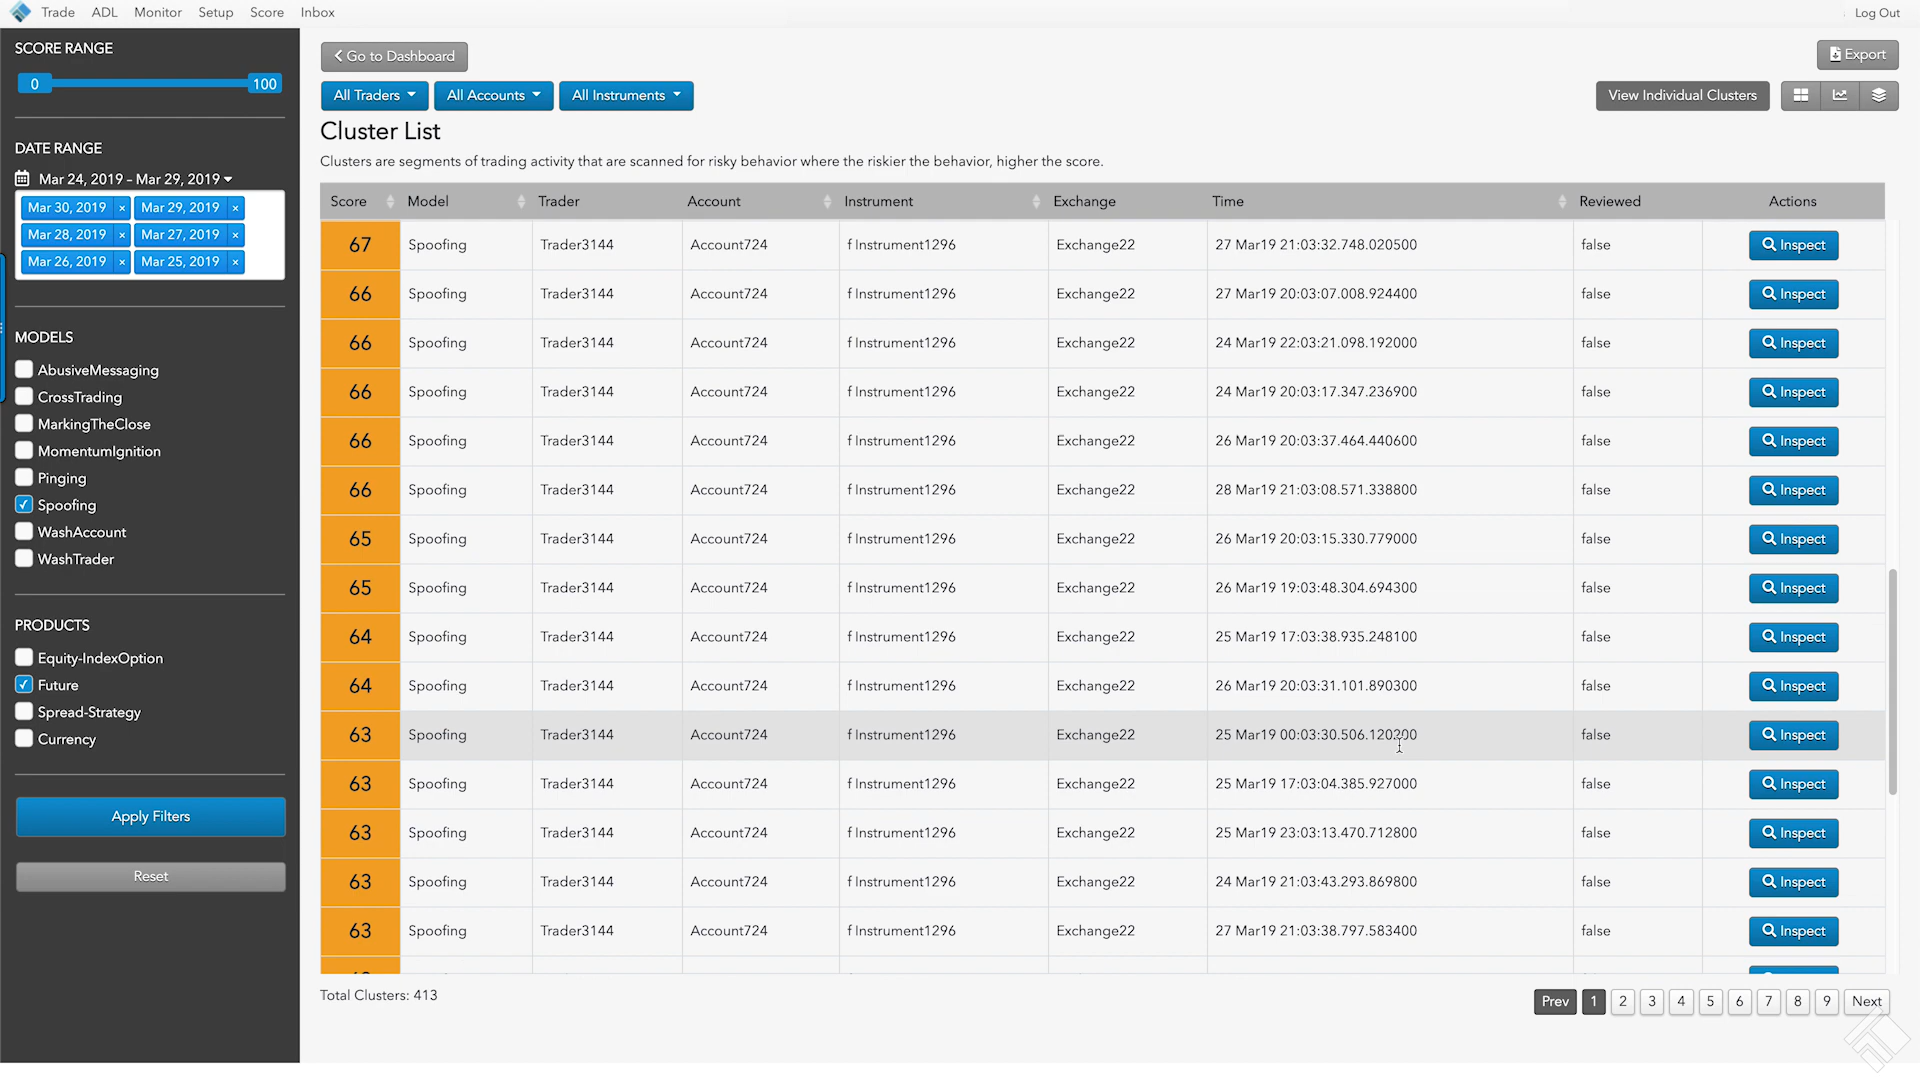 Trade ADL Monitor Setup Score Inbox Log Out
SCORE RANGE
0 100
DATE RANGE
Mar 24, 2019 - Mar 29, 2019
Mar 30, 2019 × Mar 29, 2019 ×
Mar 28, 2019 × Mar 27, 2019 ×
Mar 26, 2019 × Mar 25, 2019 ×
MODELS
AbusiveMessaging
CrossTrading
MarkingTheClose
MomentumIgnition
Pinging
Spoofing
WashAccount
WashTrader
PRODUCTS
Equity-IndexOption
Future
Spread-Strategy
Currency
Apply Filters
Reset
Go to Dashboard Export
All Traders All Accounts All Instruments View Individual Clusters
Cluster List
Clusters are segments of trading activity that are scanned for risky behavior where the riskier the behavior, higher the score.
Score Model Trader Account Instrument Exchange Time Reviewed Actions
67 Spoofing Trader3144 Account724 f Instrument1296 Exchange22 27 Mar19 21:03:32.748.020500 false Inspect
66 Spoofing Trader3144 Account724 f Instrument1296 Exchange22 27 Mar19 20:03:07.008.924400 false Inspect
66 Spoofing Trader3144 Account724 f Instrument1296 Exchange22 24 Mar19 22:03:21.098.192000 false Inspect
66 Spoofing Trader3144 Account724 f Instrument1296 Exchange22 24 Mar19 20:03:17.347.236900 false Inspect
66 Spoofing Trader3144 Account724 f Instrument1296 Exchange22 26 Mar19 20:03:37.464.440600 false Inspect
66 Spoofing Trader3144 Account724 f Instrument1296 Exchange22 28 Mar19 21:03:08.571.338800 false Inspect
65 Spoofing Trader3144 Account724 f Instrument1296 Exchange22 26 Mar19 20:03:15.330.779000 false Inspect
65 Spoofing Trader3144 Account724 f Instrument1296 Exchange22 26 Mar19 19:03:48.304.694300 false Inspect
64 Spoofing Trader3144 Account724 f Instrument1296 Exchange22 25 Mar19 17:03:38.935.248100 false Inspect
64 Spoofing Trader3144 Account724 f Instrument1296 Exchange22 26 Mar19 20:03:31.101.890300 false Inspect
63 Spoofing Trader3144 Account724 f Instrument1296 Exchange22 25 Mar19 00:03:30.506.120200 false Inspect
63 Spoofing Trader3144 Account724 f Instrument1296 Exchange22 25 Mar19 17:03:04.385.927000 false Inspect
63 Spoofing Trader3144 Account724 f Instrument1296 Exchange22 25 Mar19 23:03:13.470.712800 false Inspect
63 Spoofing Trader3144 Account724 f Instrument1296 Exchange22 24 Mar19 21:03:43.293.869800 false Inspect
63 Spoofing Trader3144 Account724 f Instrument1296 Exchange22 27 Mar19 21:03:38.797.583400 false Inspect
Total Clusters: 413
Prev 1 2 3 4 5 6 7 8 9 Next